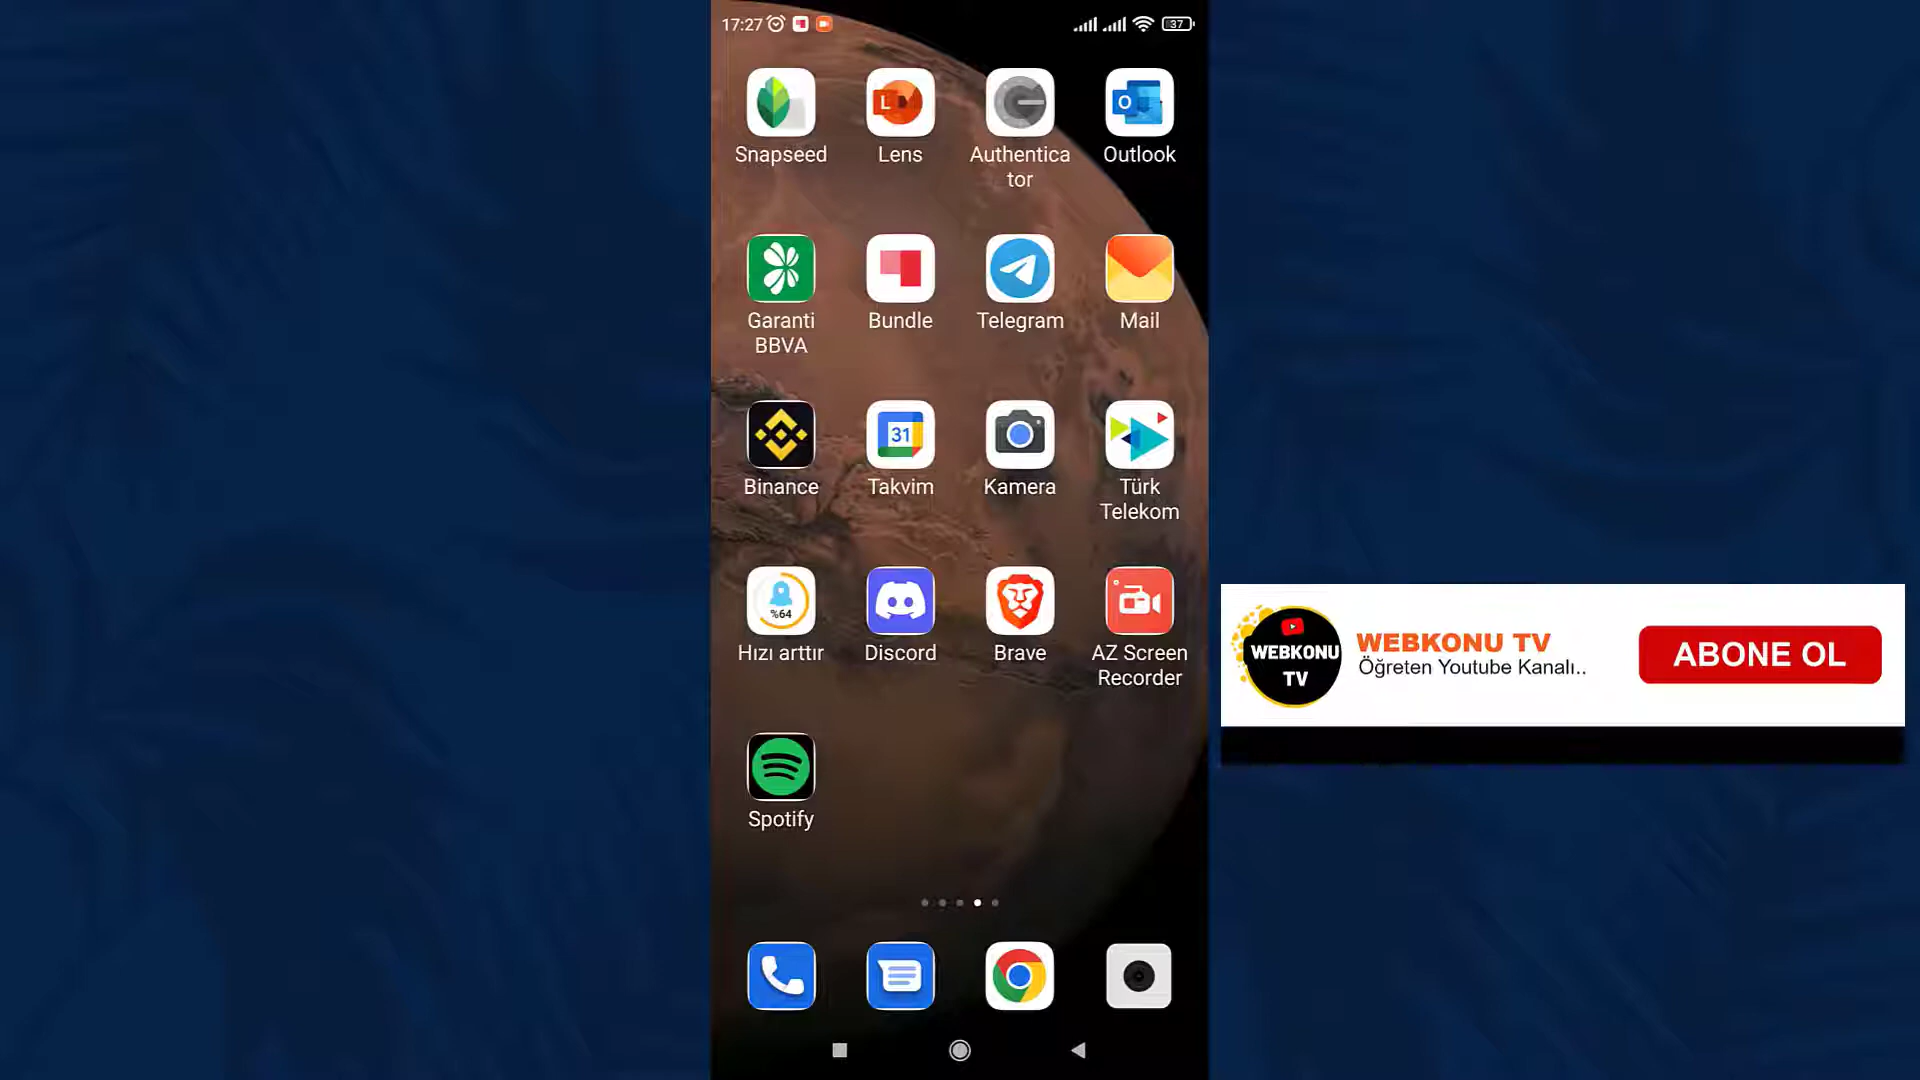 17:27
37
Snapseed
L
Lens
Authentica
tor
O
Outlook
Garanti
BBVA
Bundle
Telegram
Mail
Binance
31
Takvim
Kamera
Türk
Telekom
%64
Hızı arttır
Discord
Brave
AZ Screen
Recorder
Spotify
WEBKONU
TV
WEBKONU TV
Öğreten Youtube Kanalı..
ABONE OL